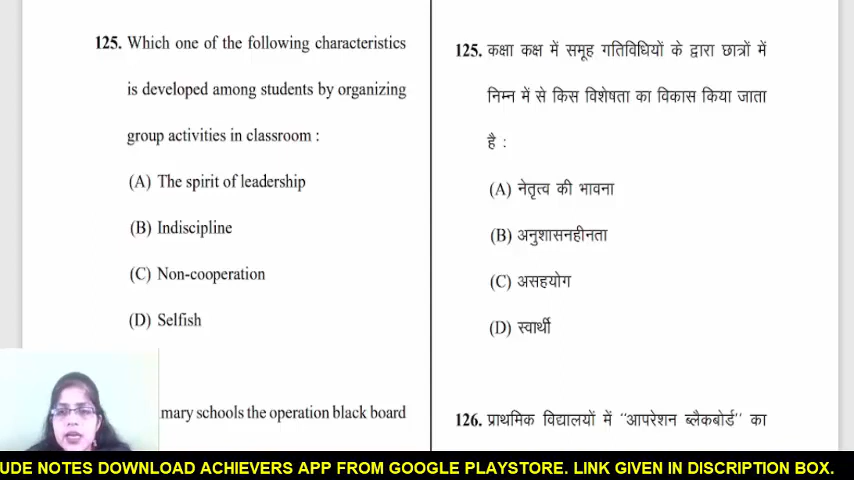 125. Which one of the following characteristics
is developed among students by organizing
group activities in classroom :
(A) The spirit of leadership
(B) Indiscipline
(C) Non-cooperation
(D) Selfish
mary schools the operation black board
125. कक्षा कक्ष में समूह गतिविधियों के द्वारा छात्रों में
निम्न में से किस विशेषता का विकास किया जाता
है :
(A) नेतृत्व की भावना
(B) अनुशासनहीनता
(C) असहयोग
(D) स्वार्थी
126. प्राथमिक विद्यालयों में “आपरेशन ब्लैकबोर्ड” का
UDE NOTES DOWNLOAD ACHIEVERS APP FROM GOOGLE PLAYSTORE. LINK GIVEN IN DISCRIPTION BOX.